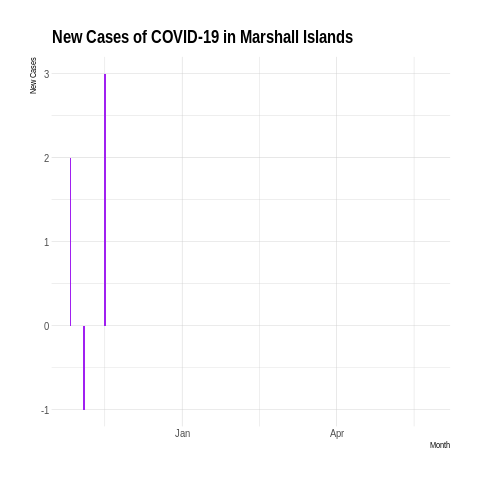 New Cases of COVID-19 in Marshall Islands
New Cases
3
2
1
0
-1
Jan
Apr
Month